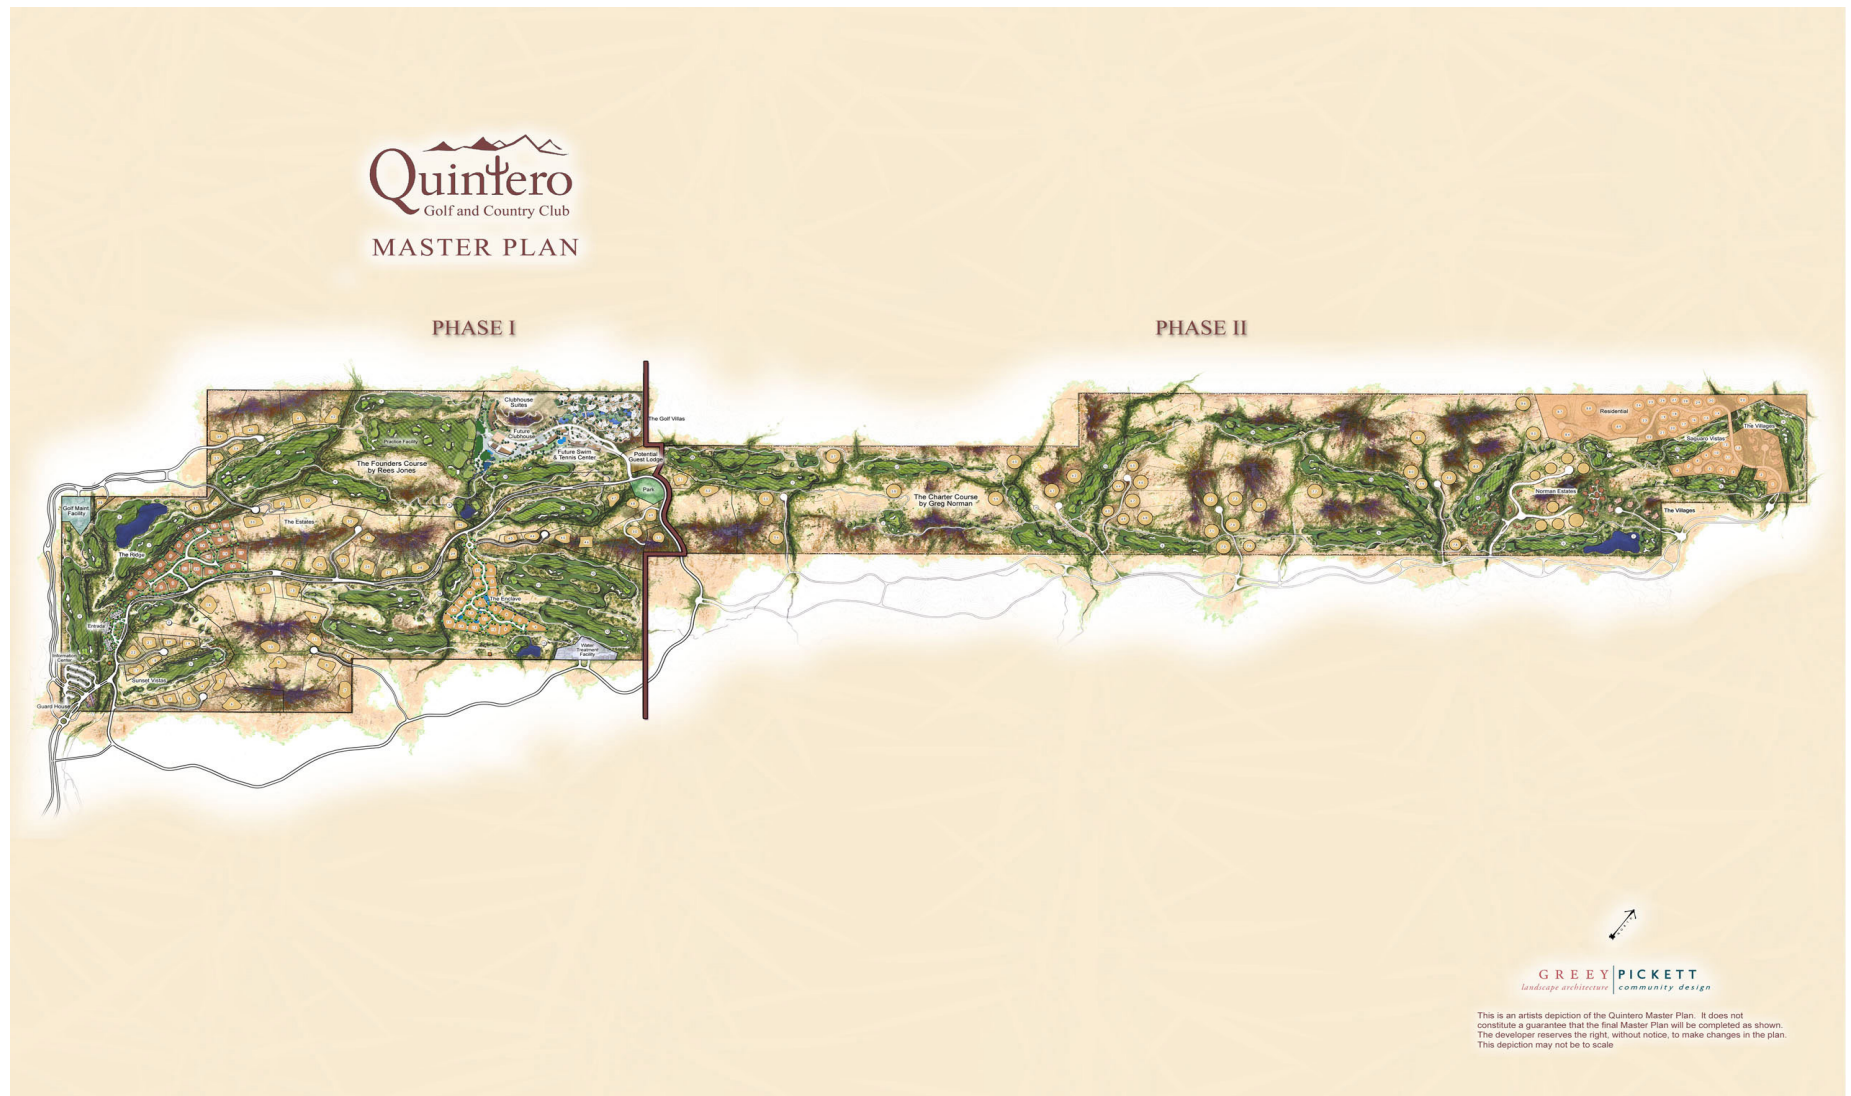 Quintero
Golf and Country Club
MASTER PLAN
PHASE I
PHASE II
Clubhouse
Suites
The Golf Villas
Future
Clubhouse
Practice Facility
Future Swim
& Tennis Center
Potential
Guest Lodge
The Founders Course
by Rees Jones
Park
Golf Maint
Facility
The Estates
The Ridge
The Enclave
Entrada
Water
Treatment
Facility
Information
Center
Sunset Vistas
Guard House
The Charter Course
by Greg Norman
Residential
The Villages
Saguaro Vistas
Norman Estates
The Villages
NORTH
GREEY PICKETT
landscape architecture community design
This is an artists depiction of the Quintero Master Plan. It does not
constitute a guarantee that the final Master Plan will be completed as shown.
The developer reserves the right, without notice, to make changes in the plan.
This depiction may not be to scale